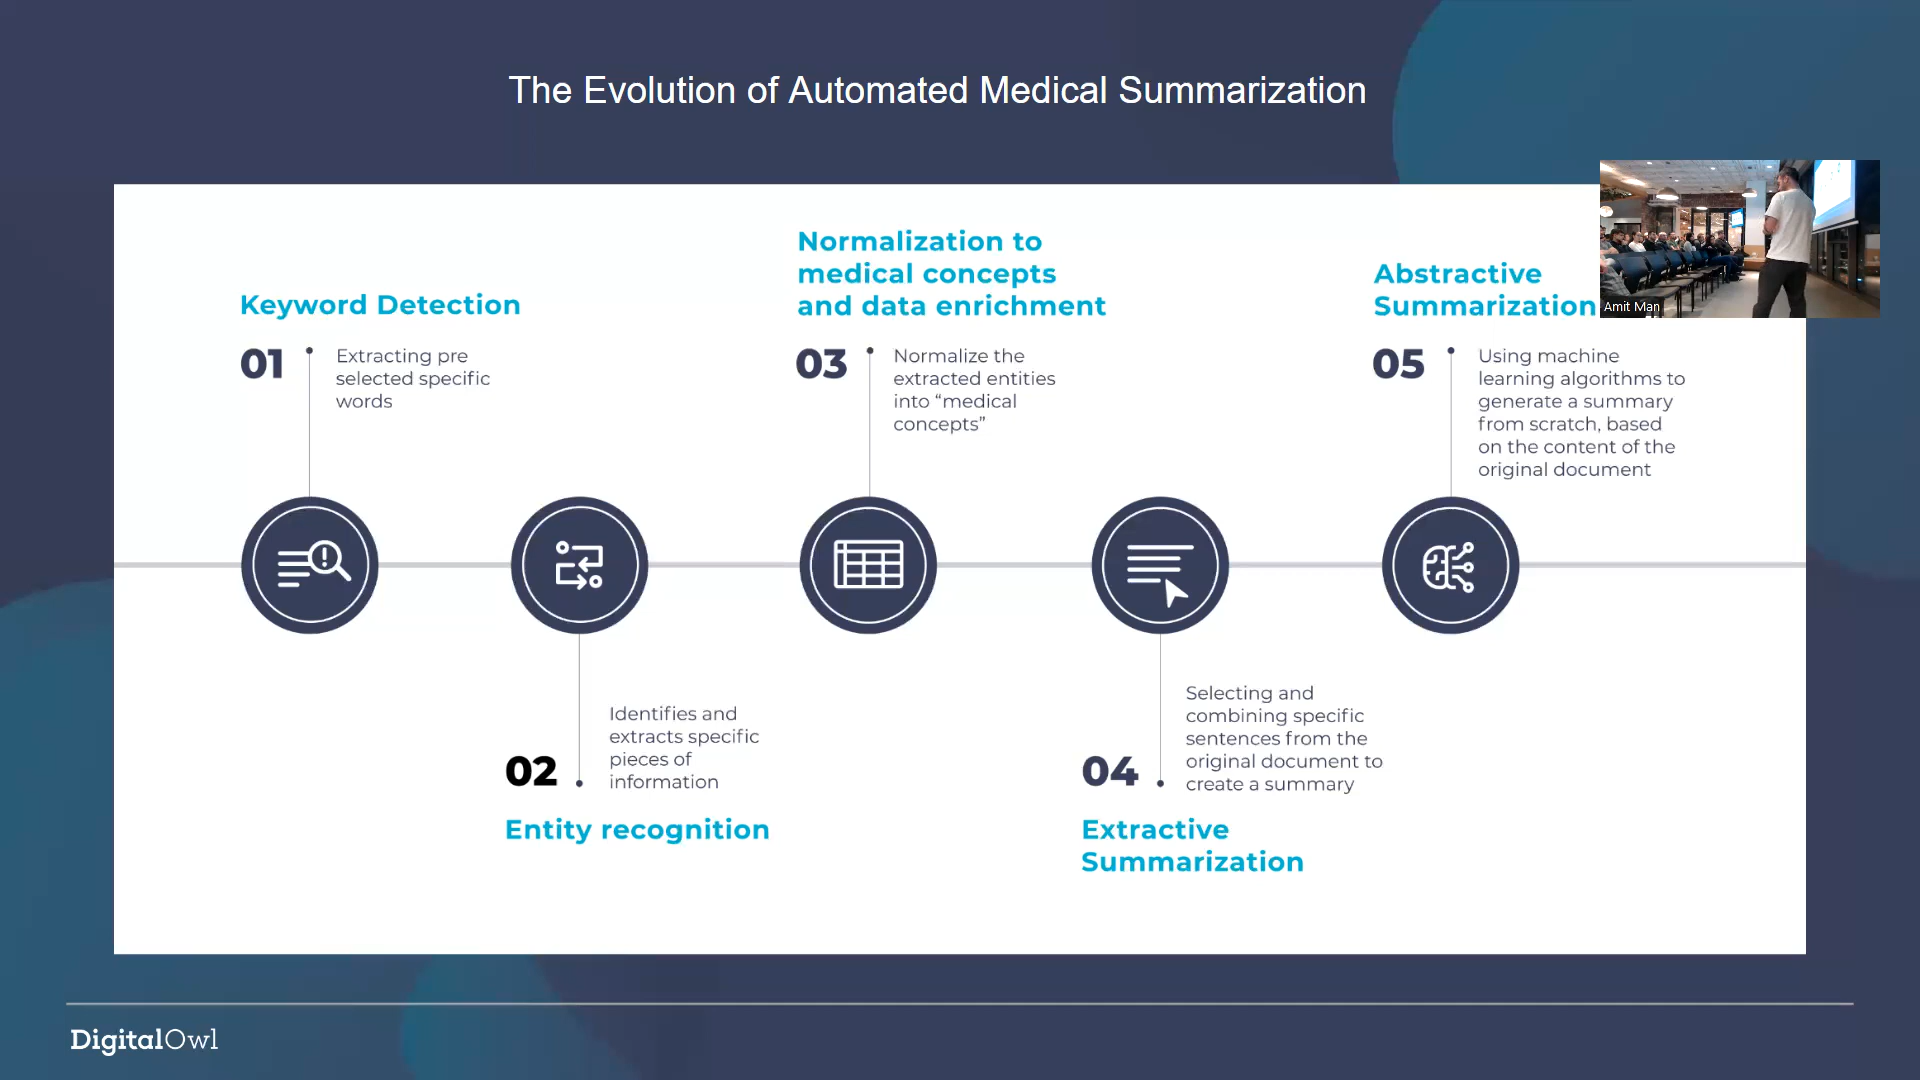 The Evolution of Automated Medical Summarization
Keyword Detection
01
Extracting pre
selected specific
words
02
Identifies and
extracts specific
pieces of
information
Entity recognition
Normalization to
medical concepts
and data enrichment
03
Normalize the
extracted entities
into “medical
concepts”
04
Selecting and
combining specific
sentences from the
original document to
create a summary
Extractive
Summarization
Abstractive
Summarization
05
Using machine
learning algorithms to
generate a summary
from scratch, based
on the content of the
original document
Amit Man
DigitalOwl